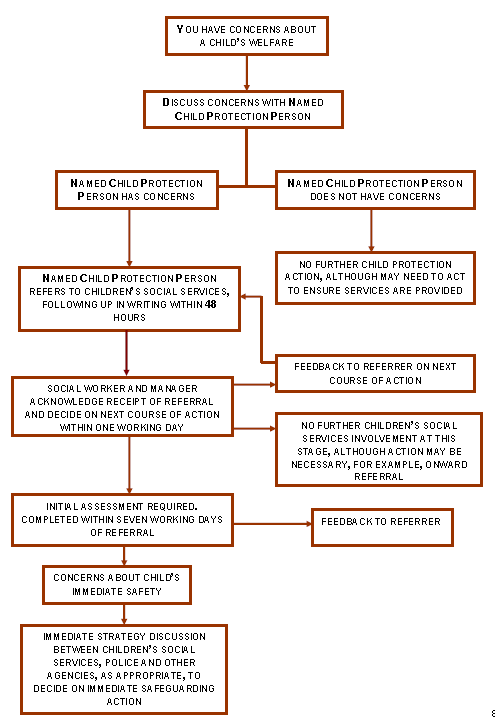 YOU HAVE CONCERNS ABOUT
A CHILD'S WELFARE
DISCUSS CONCERNS WITH NAMED
CHILD PROTECTION PERSON
NAMED CHILD PROTECTION
PERSON HAS CONCERNS
NAMED CHILD PROTECTION PERSON
DOES NOT HAVE CONCERNS
NO FURTHER CHILD PROTECTION
ACTION, ALTHOUGH MAY NEED TO ACT
TO ENSURE SERVICES ARE PROVIDED
NAMED CHILD PROTECTION PERSON
REFERS TO CHILDREN'S SOCIAL SERVICES,
FOLLOWING UP IN WRITING WITHIN 48
HOURS
FEEDBACK TO REFERRER ON NEXT
COURSE OF ACTION
SOCIAL WORKER AND MANAGER
ACKNOWLEDGE RECEIPT OF REFERRAL
AND DECIDE ON NEXT COURSE OF ACTION
WITHIN ONE WORKING DAY
NO FURTHER CHILDREN'S SOCIAL
SERVICES INVOLVEMENT AT THIS
STAGE, ALTHOUGH ACTION MAY BE
NECESSARY, FOR EXAMPLE, ONWARD
REFERRAL
INITIAL ASSESSMENT REQUIRED.
COMPLETED WITHIN SEVEN WORKING DAYS
OF REFERRAL
FEEDBACK TO REFERRER
CONCERNS ABOUT CHILD'S
IMMEDIATE SAFETY
IMMEDIATE STRATEGY DISCUSSION
BETWEEN CHILDREN'S SOCIAL
SERVICES, POLICE AND OTHER
AGENCIES, AS APPROPRIATE, TO
DECIDE ON IMMEDIATE SAFEGUARDING
ACTION